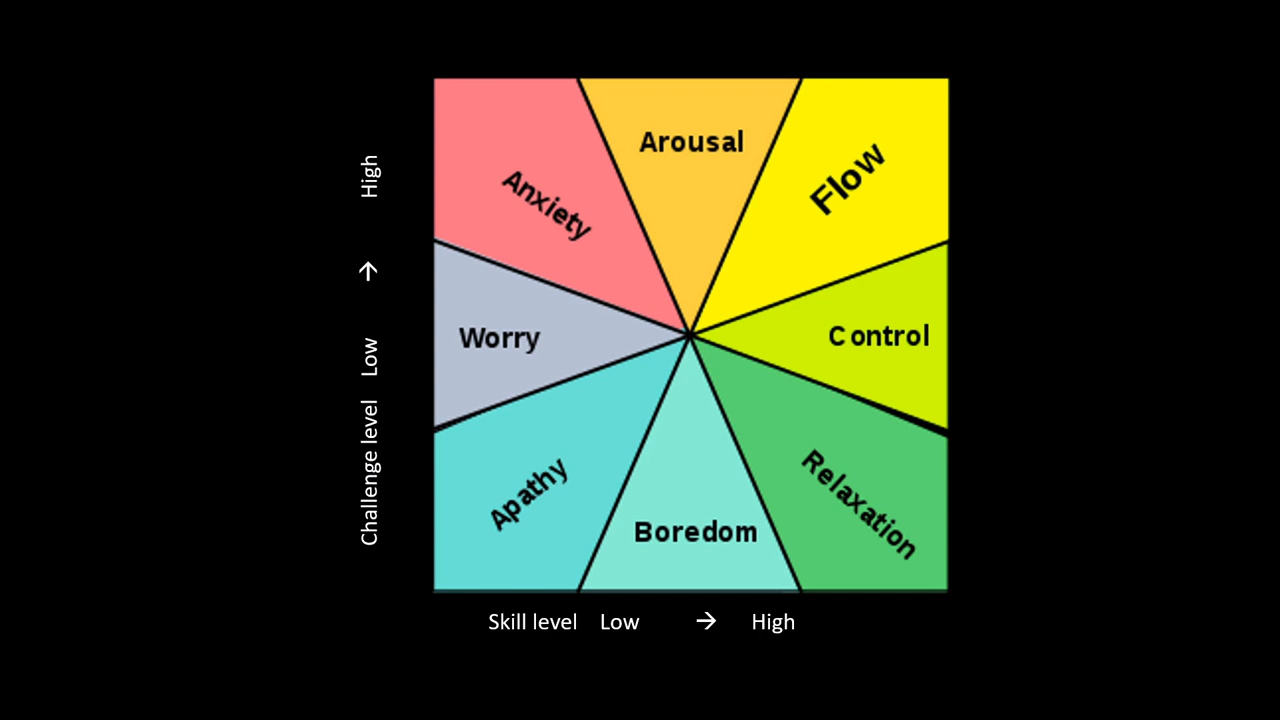 Arousal
Flow
Anxiety
Worry
Control
Apathy
Boredom
Relaxation
Challenge level Low → High
Skill level Low → High